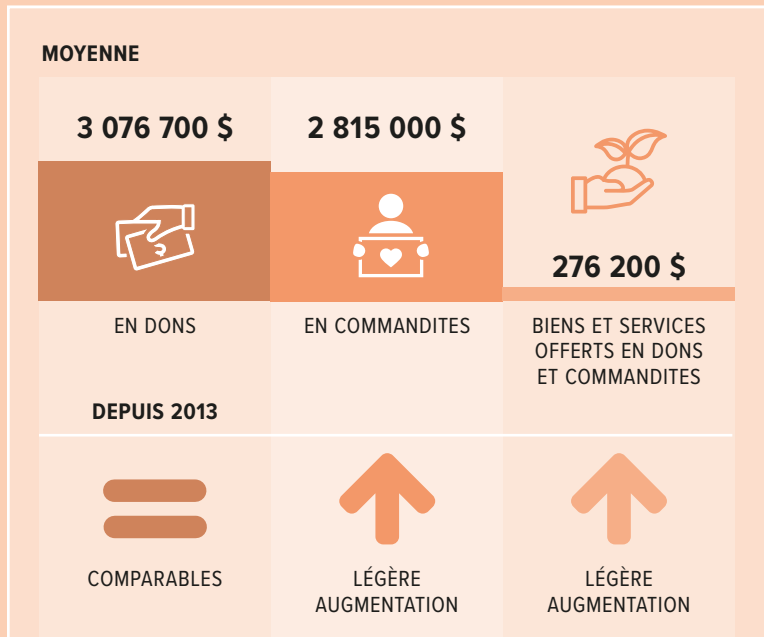 MOYENNE
3 076 700 $
2 815 000 $
276 200 $
EN DONS
EN COMMANDITES
BIENS ET SERVICES
OFFERTS EN DONS
ET COMMANDITES
DEPUIS 2013
COMPARABLES
LÉGÈRE
AUGMENTATION
LÉGÈRE
AUGMENTATION